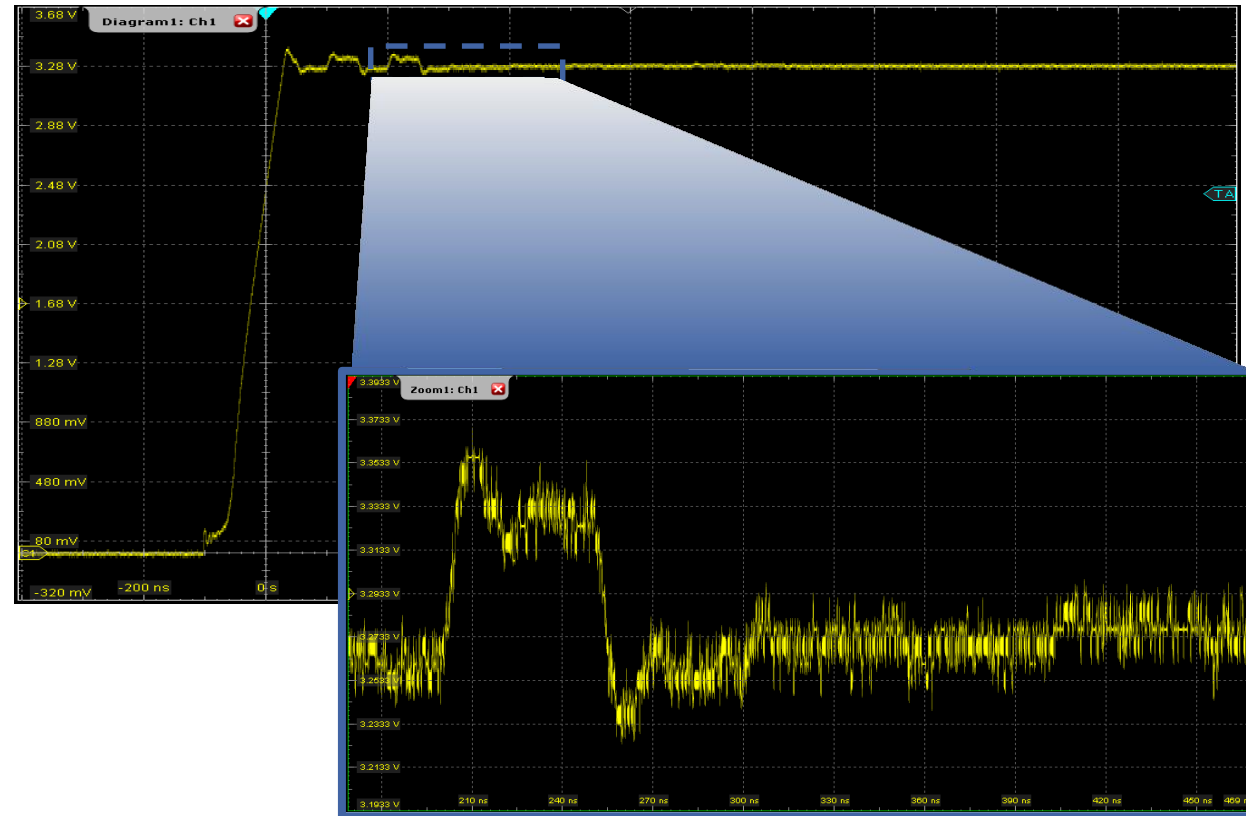 3.68 V
Diagram1: Ch1
3.28 V
2.88 V
2.48 V
TA
2.08 V
1.68 V
1.28 V
880 mV
480 mV
80 mV
C1
-320 mV
-200 ns
0 s
3.3933 V
Zoom1: Ch1
3.3733 V
3.3533 V
3.3333 V
3.3133 V
3.2933 V
3.2733 V
3.2533 V
3.2333 V
3.2133 V
3.1933 V
210 ns
240 ns
270 ns
300 ns
330 ns
360 ns
390 ns
420 ns
450 ns